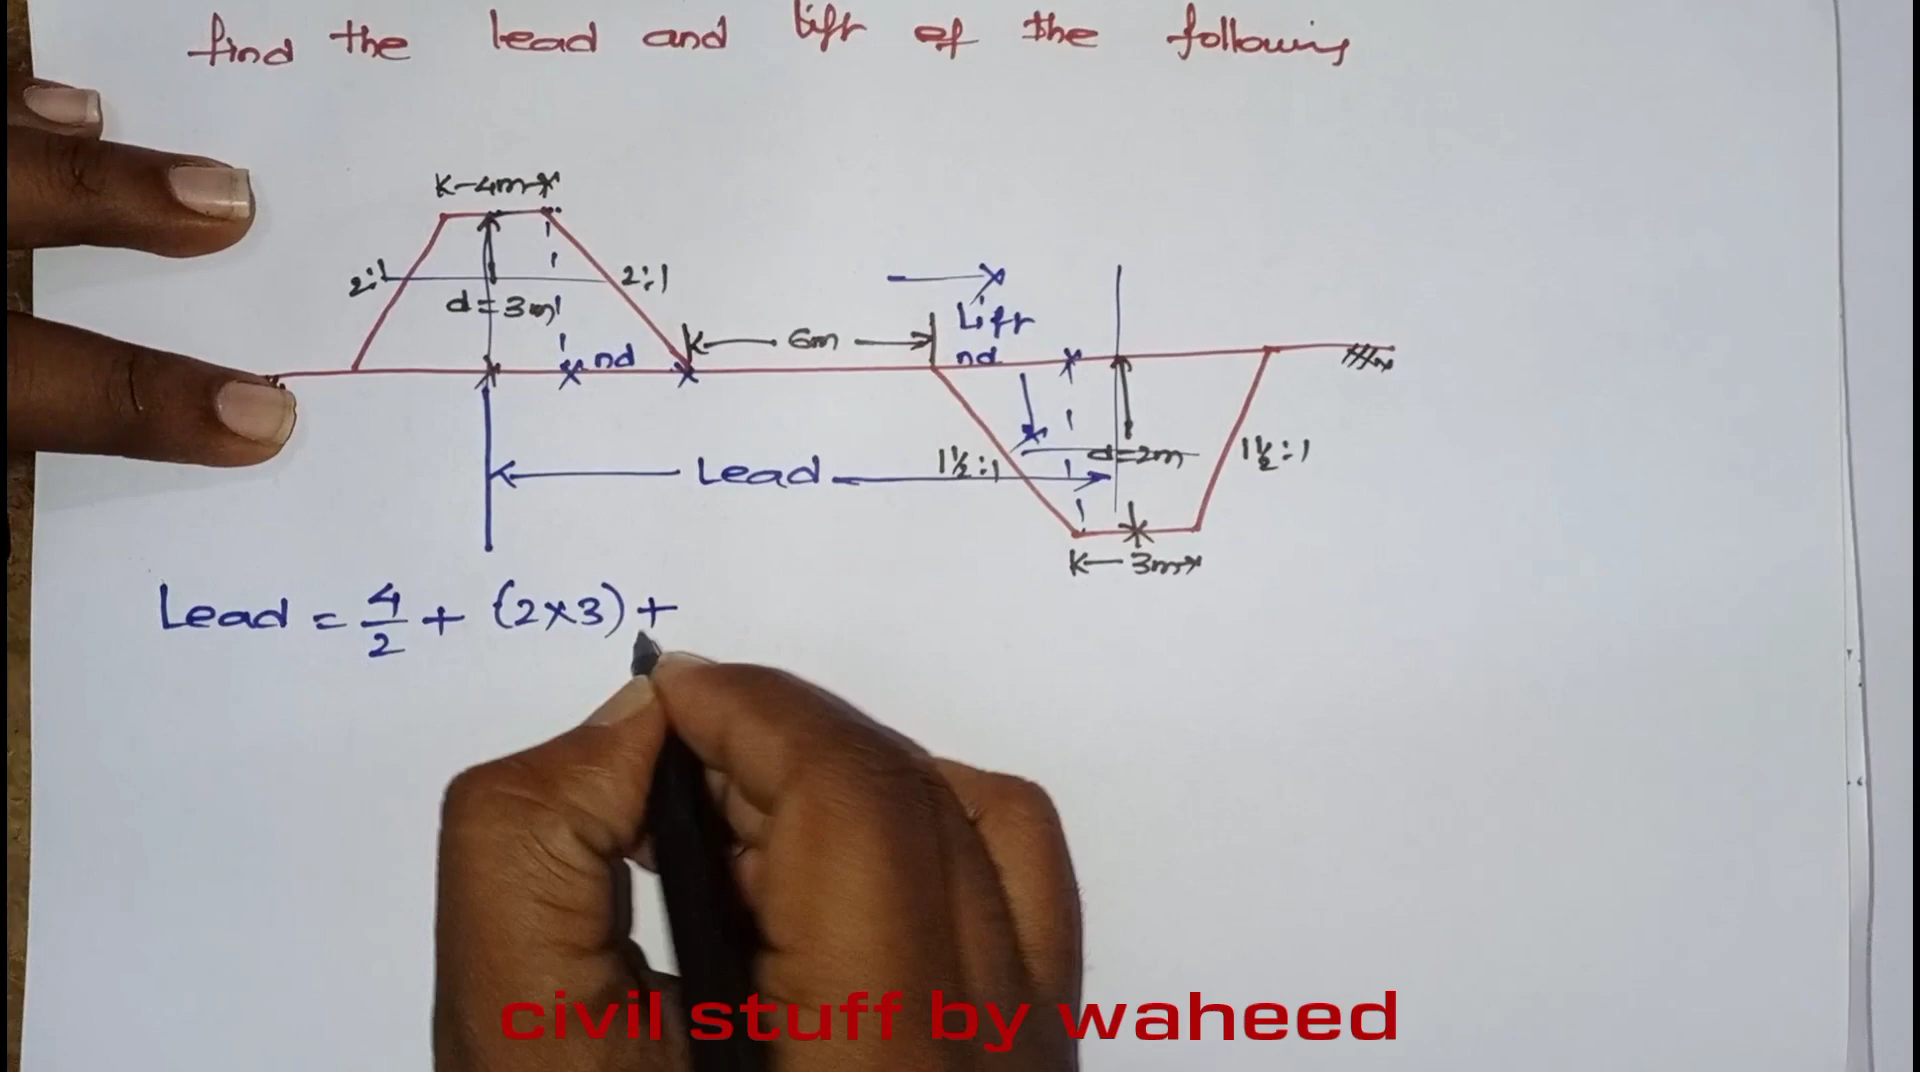 find the lead and lift of the following
K-4m-x
2:1
2:1
d = 3m
nd
K 6m
Lift
nd
Lead
1½:1
d=2m
1½:1
K— 3m x
Lead = 4/2 + (2×3) +
civil stuff by waheed